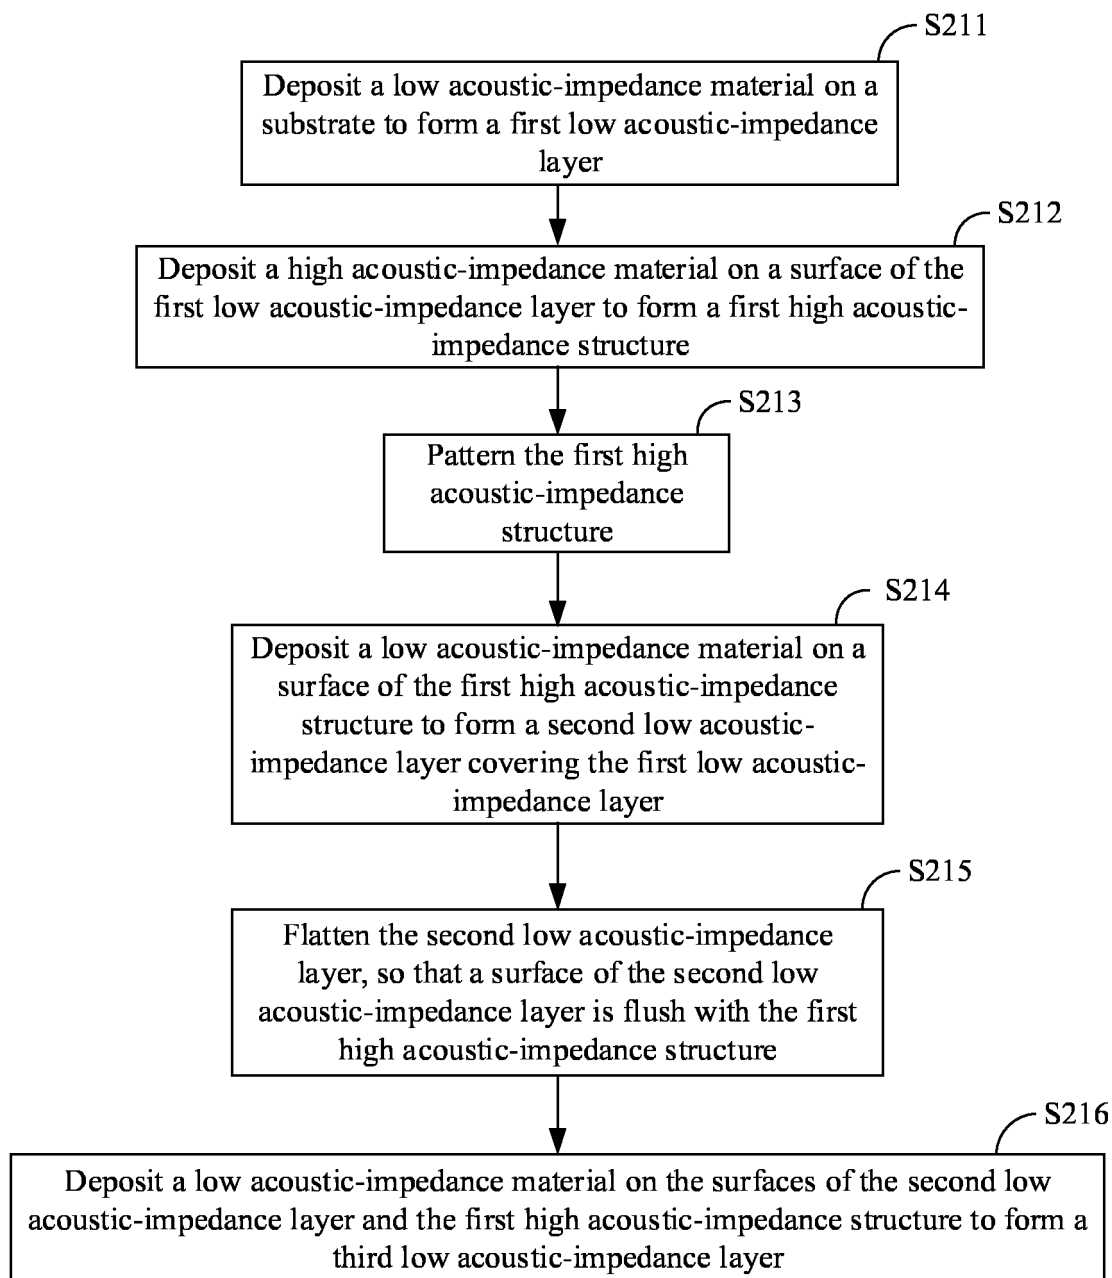 S211
Deposit a low acoustic-impedance material on a
substrate to form a first low acoustic-impedance
layer
S212
Deposit a high acoustic-impedance material on a surface of the
first low acoustic-impedance layer to form a first high acoustic-
impedance structure
S213
Pattern the first high
acoustic-impedance
structure
S214
Deposit a low acoustic-impedance material on a
surface of the first high acoustic-impedance
structure to form a second low acoustic-
impedance layer covering the first low acoustic-
impedance layer
S215
Flatten the second low acoustic-impedance
layer, so that a surface of the second low
acoustic-impedance layer is flush with the first
high acoustic-impedance structure
S216
Deposit a low acoustic-impedance material on the surfaces of the second low
acoustic-impedance layer and the first high acoustic-impedance structure to form a
third low acoustic-impedance layer